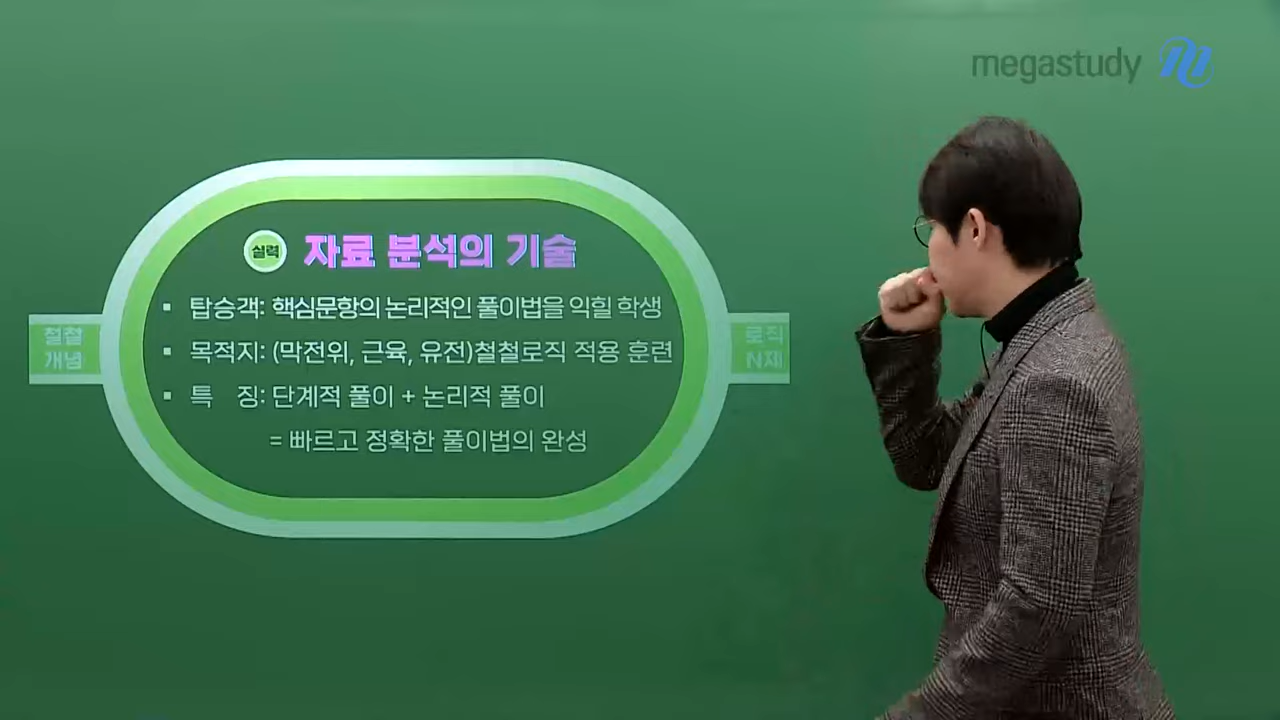 megastudy
실력 자료 분석의 기술
▪ 탑승객: 핵심문항의 논리적인 풀이법을 익힐 학생
▪ 목적지: (막전위, 근육, 유전)철철로직 적용 훈련
▪ 특 징: 단계적 풀이 + 논리적 풀이
= 빠르고 정확한 풀이법의 완성
철철
개념
로직
N제